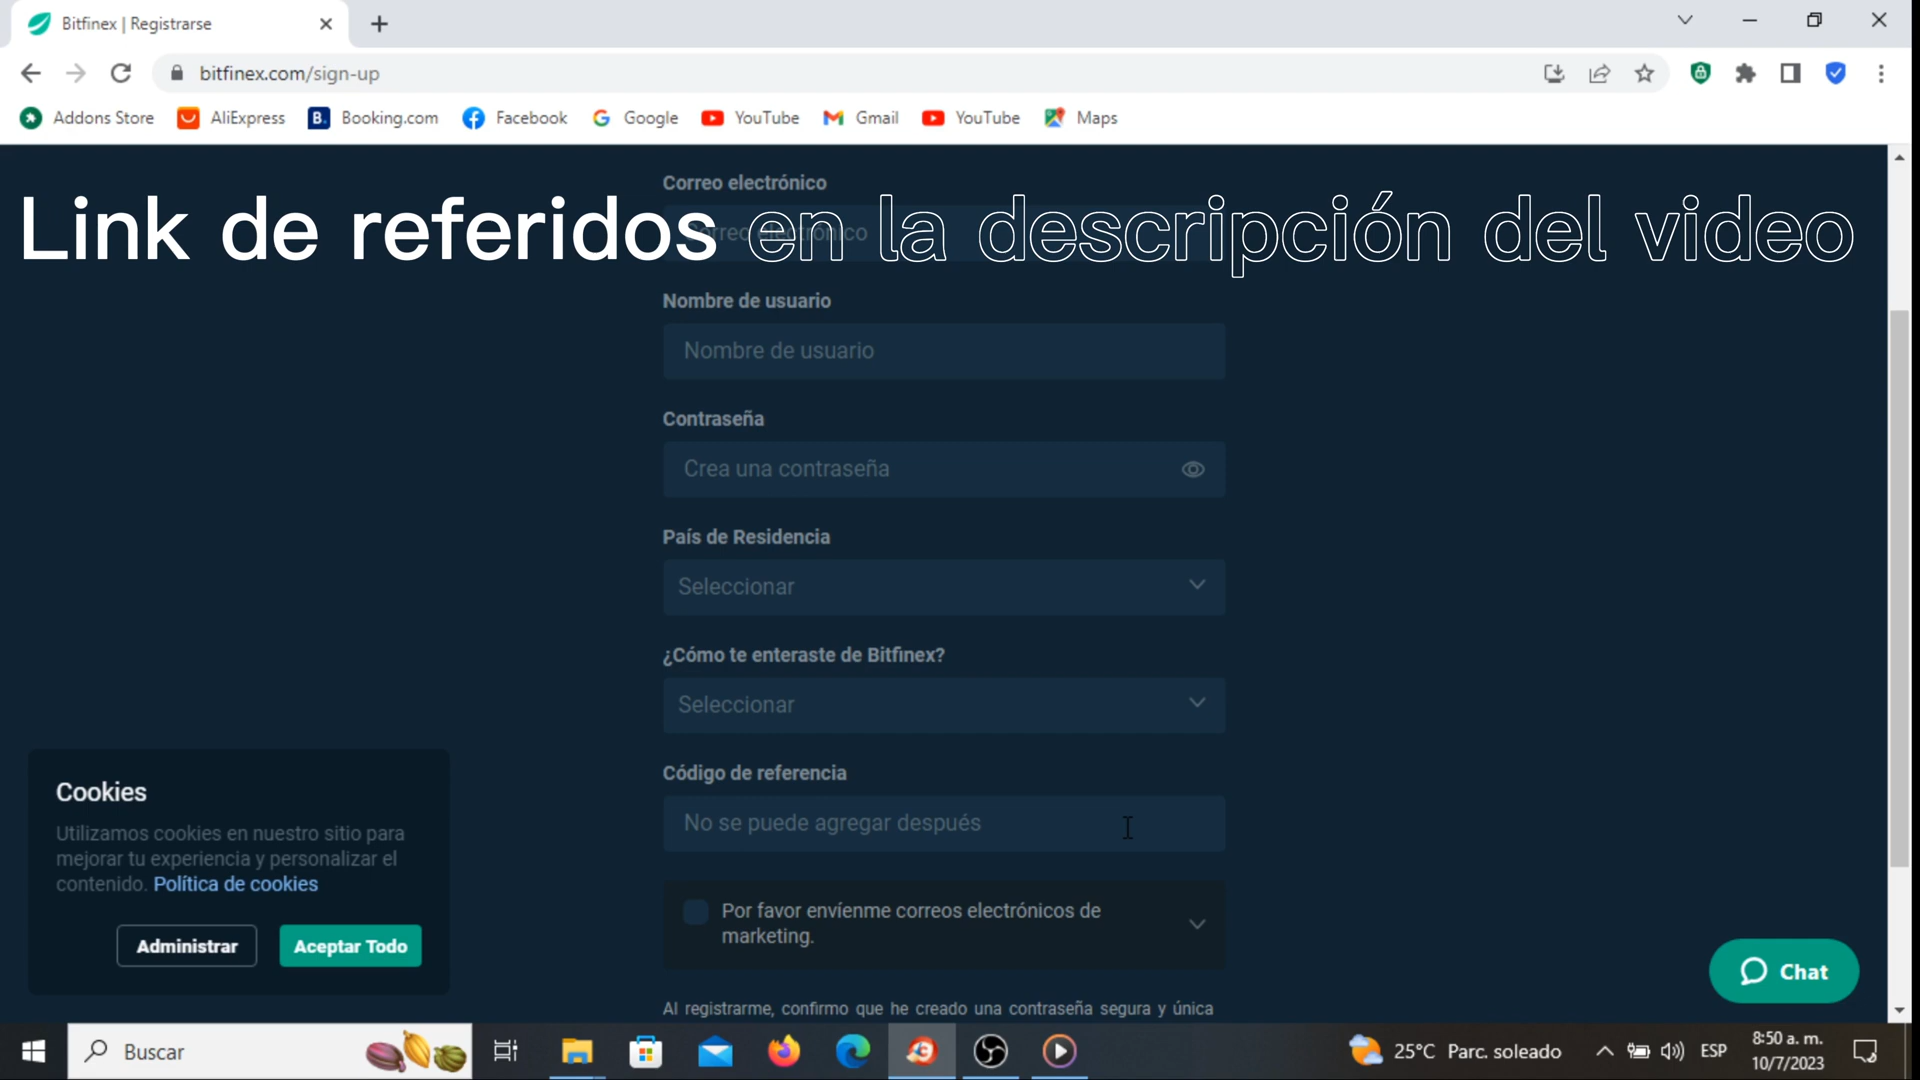 Bitfinex | Registrarse
bitfinex.com/sign-up
Addons Store
AliExpress
B.
Booking.com
Facebook
Google
YouTube
Gmail
YouTube
Maps
Correo electrónico
Link de referidos en la descripción del video
Correo electrónico
Nombre de usuario
Nombre de usuario
Contraseña
Crea una contraseña
País de Residencia
Seleccionar
¿Cómo te enteraste de Bitfinex?
Seleccionar
Código de referencia
No se puede agregar después
Por favor envíenme correos electrónicos de
marketing.
Al registrarme, confirmo que he creado una contraseña segura y única
Cookies
Utilizamos cookies en nuestro sitio para
mejorar tu experiencia y personalizar el
contenido. Política de cookies
Administrar
Aceptar Todo
Chat
Buscar
25°C Parc. soleado
ESP
8:50 a. m.
10/7/2023